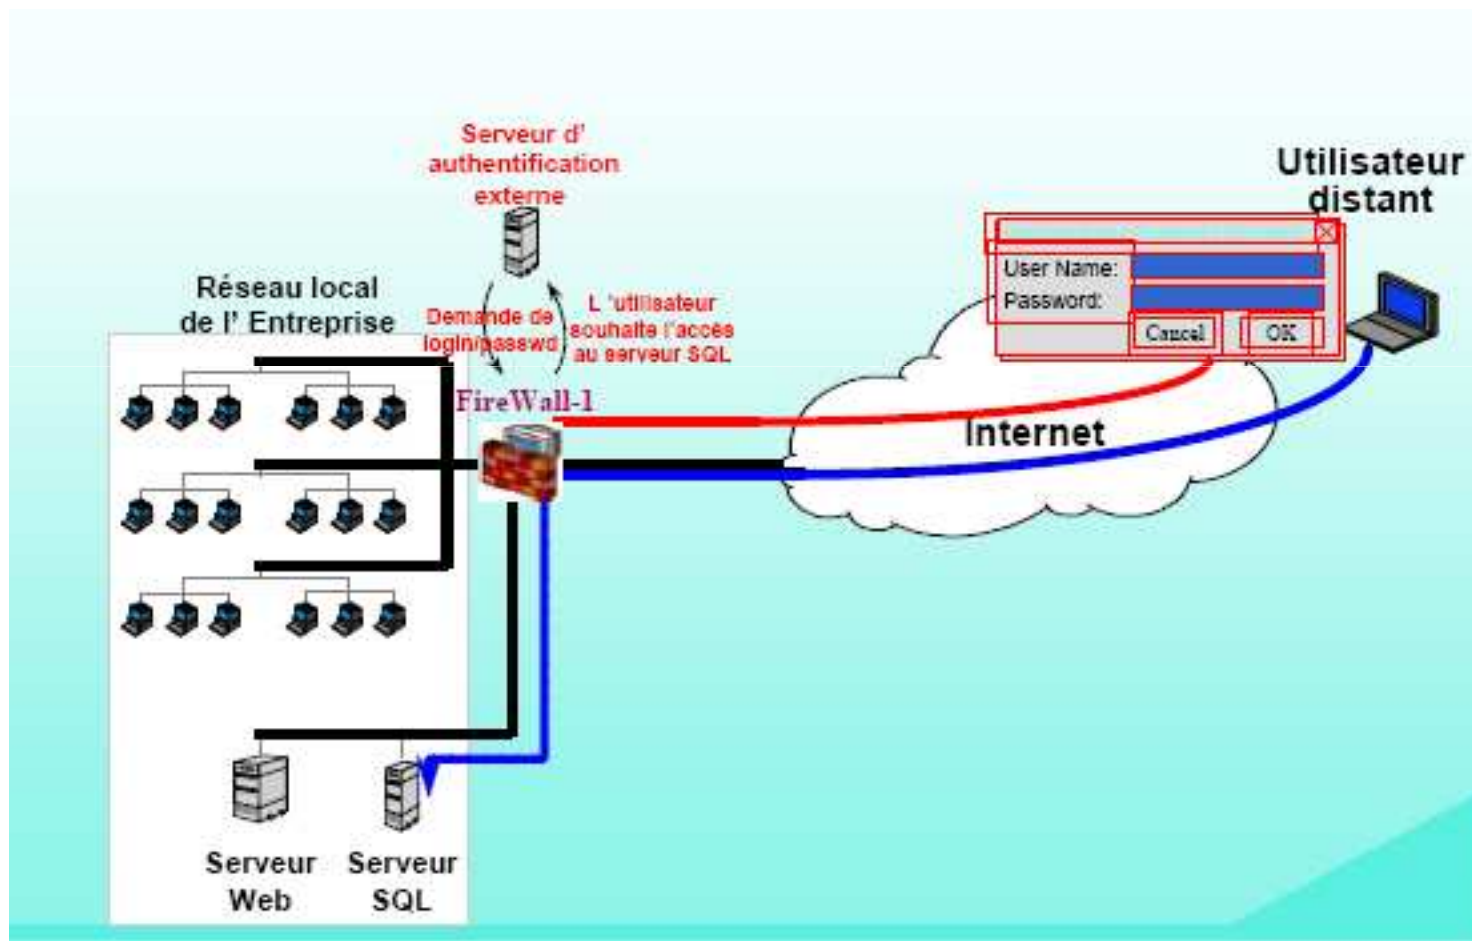 Serveur d'
authentification
externe
Utilisateur
distant
User Name:
Password:
Cancel
OK
Réseau local
de l' Entreprise
Demande de
login/passwd
L 'utilisateur
souhaite l'accès
au serveur SQL
FireWall-1
Internet
Serveur
Web
Serveur
SQL